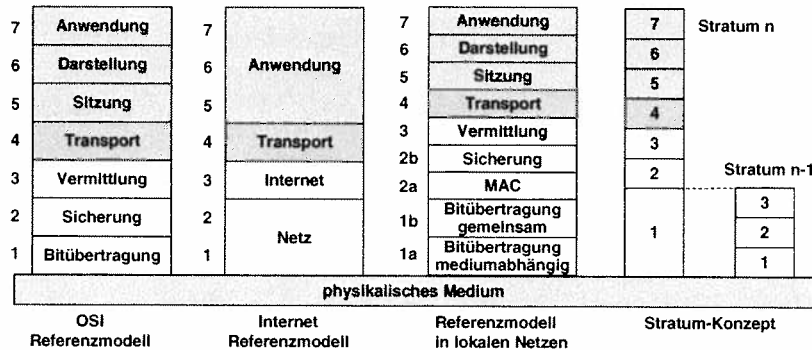 7 Anwendung
6 Darstellung
5 Sitzung
4 Transport
3 Vermittlung
2 Sicherung
1 Bitübertragung
7
6 Anwendung
5
4 Transport
3 Internet
2
Netz
1
7 Anwendung
6 Darstellung
5 Sitzung
4 Transport
3 Vermittlung
2b Sicherung
2a MAC
1b Bitübertragung
gemeinsam
1a Bitübertragung
mediumabhängig
7 Stratum n
6
5
4
3
2
1
Stratum n-1
3
2
1
physikalisches Medium
OSI
Referenzmodell
Internet
Referenzmodell
Referenzmodell
in lokalen Netzen
Stratum-Konzept